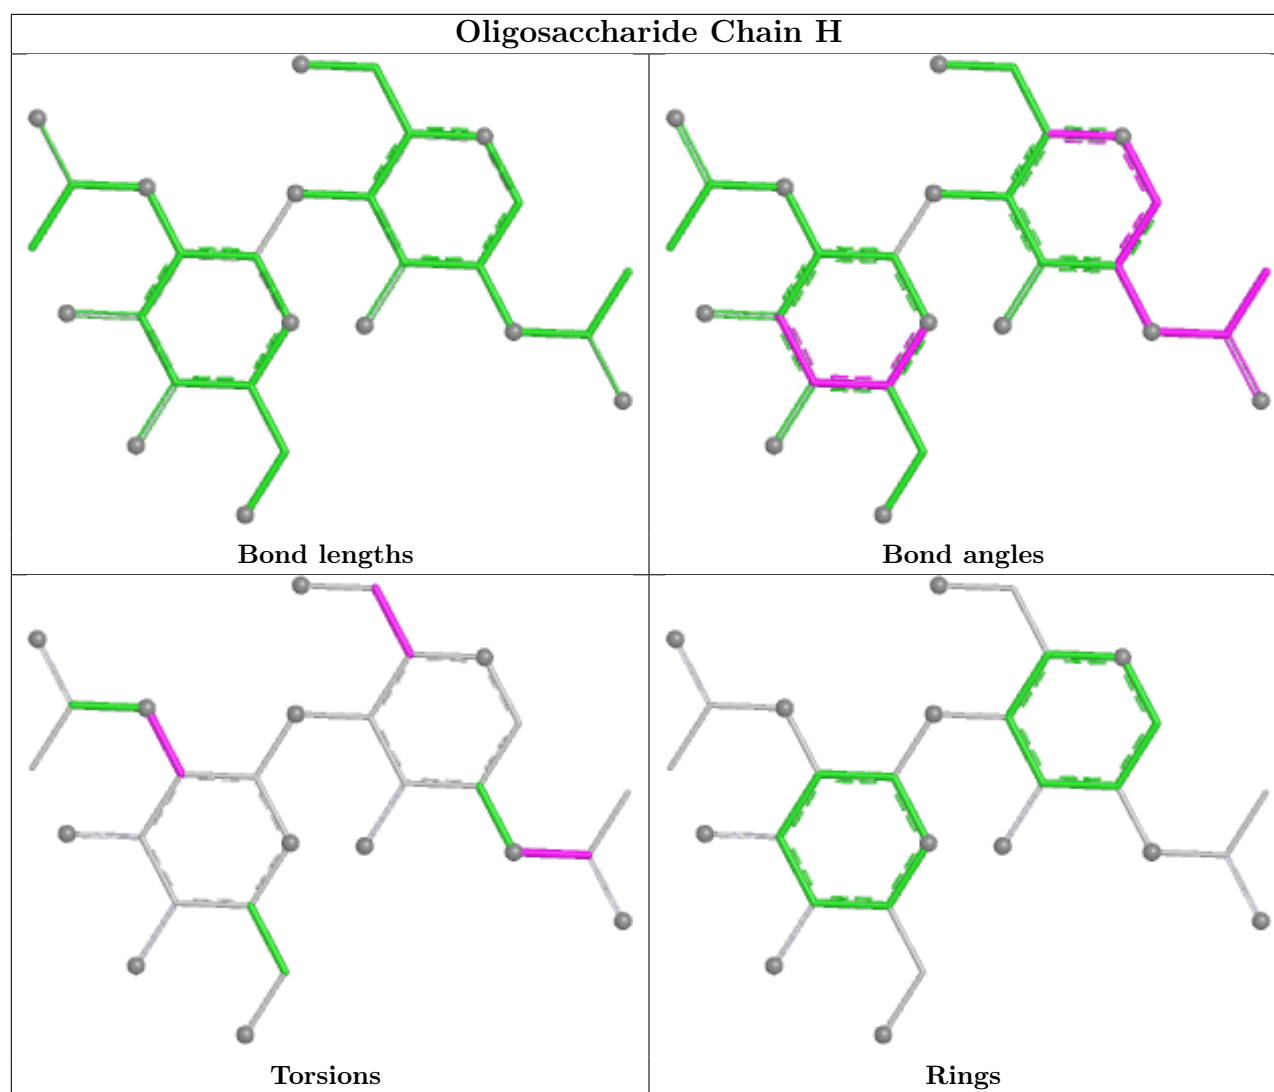 Oligosaccharide Chain H
Bond lengths
Bond angles
Torsions
Rings